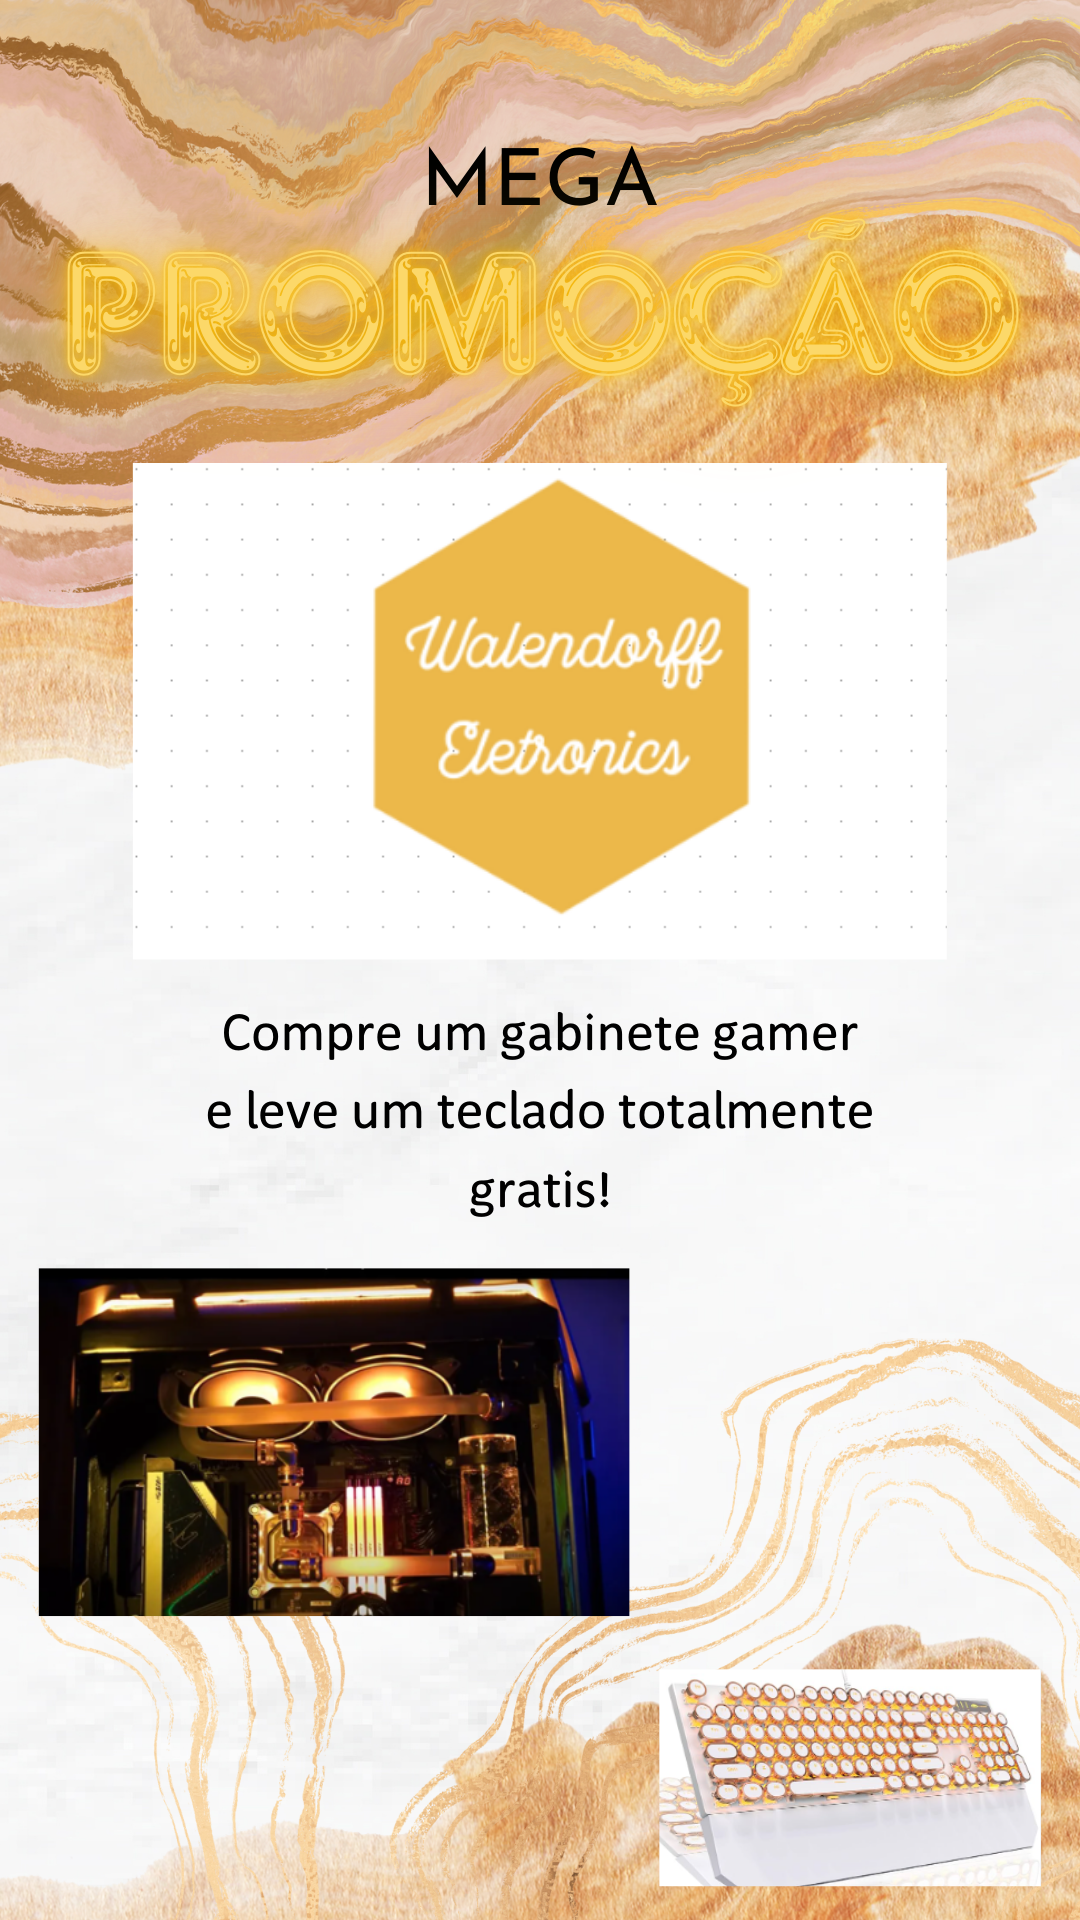 MEGA
PROMOÇÃO
Walendorff
Eletronics
Compre um gabinete gamer
e leve um teclado totalmente
gratis!